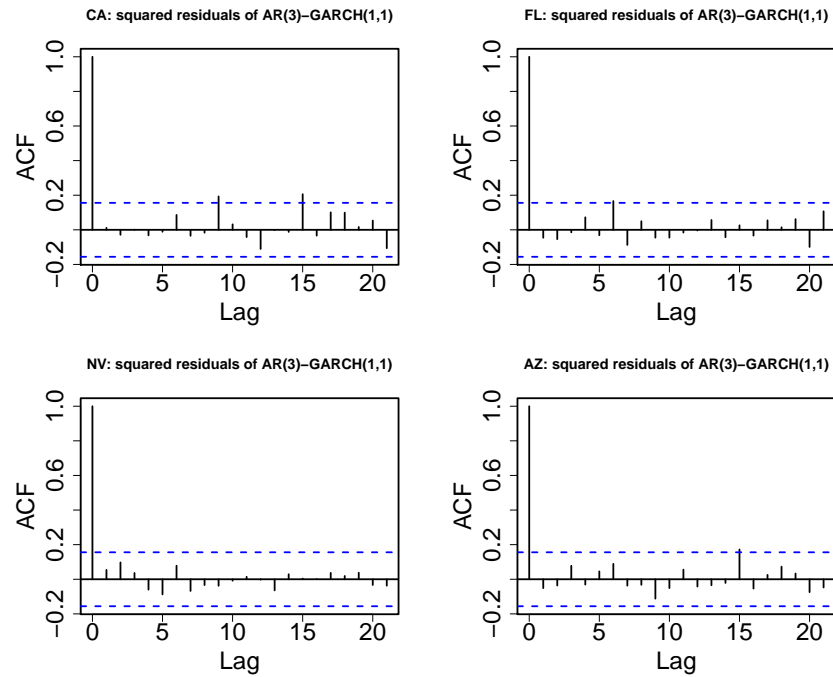 CA: squared residuals of AR(3)−GARCH(1,1)
ACF
−0.2 0.2 0.6 1.0
0 5 10 15 20
Lag
FL: squared residuals of AR(3)−GARCH(1,1)
ACF
−0.2 0.2 0.6 1.0
0 5 10 15 20
Lag
NV: squared residuals of AR(3)−GARCH(1,1)
ACF
−0.2 0.2 0.6 1.0
0 5 10 15 20
Lag
AZ: squared residuals of AR(3)−GARCH(1,1)
ACF
−0.2 0.2 0.6 1.0
0 5 10 15 20
Lag